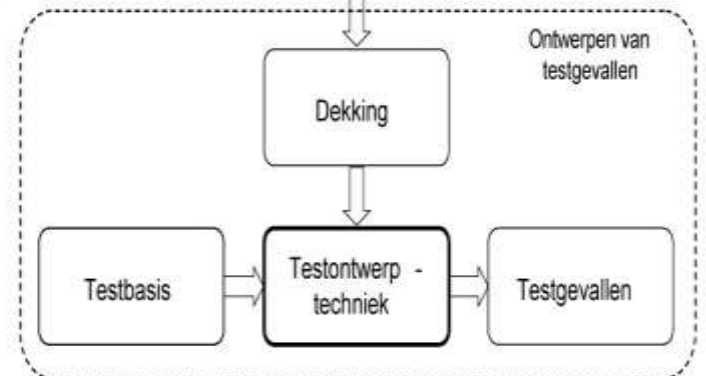 Ontwerpen van
testgevallen
Dekking
Testbasis
Testontwerp -
techniek
Testgevallen